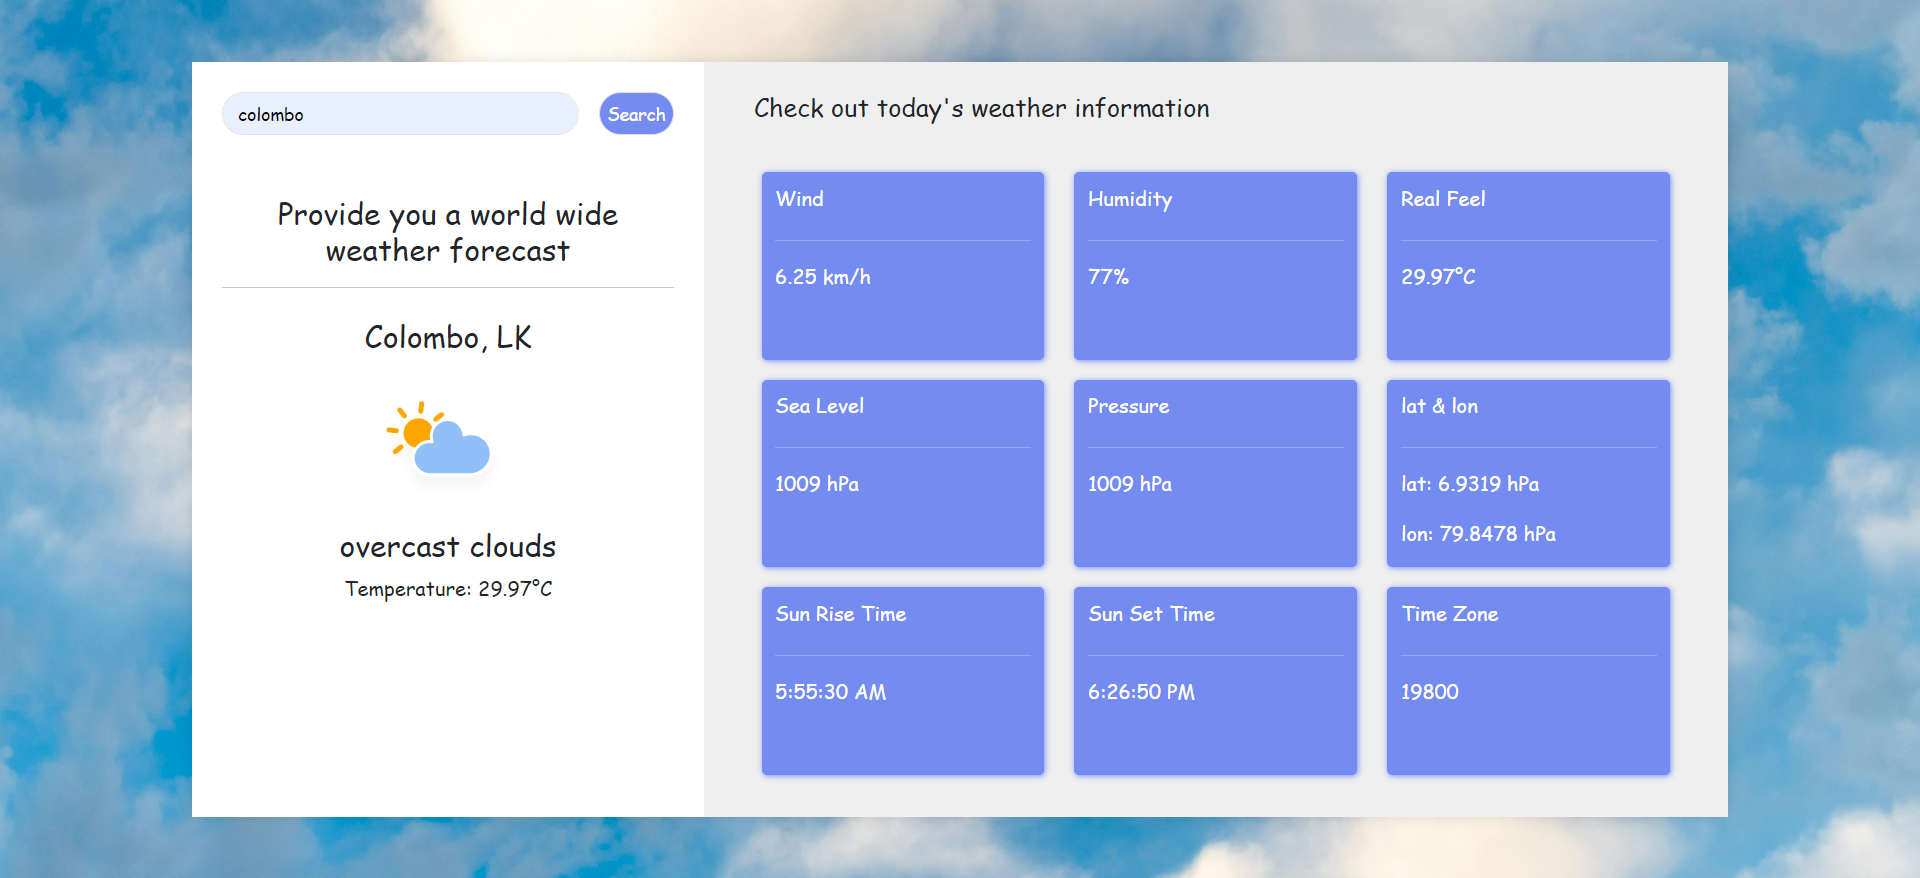 colombo
Search
Provide you a world wide
weather forecast
Colombo, LK
overcast clouds
Temperature: 29.97°C
Check out today's weather information
Wind
6.25 km/h
Humidity
77%
Real Feel
29.97°C
Sea Level
1009 hPa
Pressure
1009 hPa
lat & lon
lat: 6.9319 hPa
lon: 79.8478 hPa
Sun Rise Time
5:55:30 AM
Sun Set Time
6:26:50 PM
Time Zone
19800